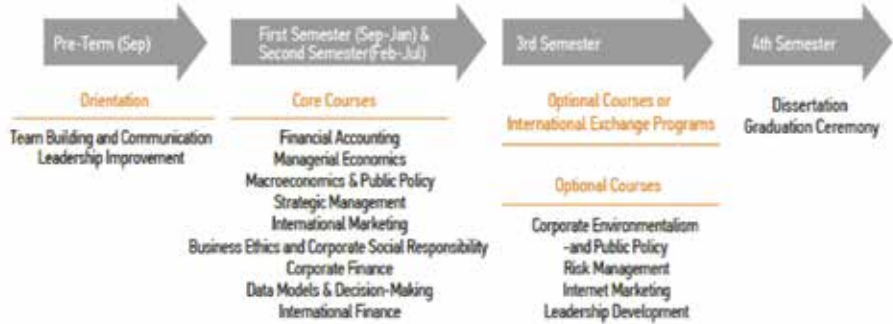 Pre-Term (Sep)
First Semester (Sep-Jan) &
Second Semester(Feb-Jul)
3rd Semester
4th Semester
Orientation
Team Building and Communication
Leadership Improvement
Core Courses
Financial Accounting
Managerial Economics
Macroeconomics & Public Policy
Strategic Management
International Marketing
Business Ethics and Corporate Social Responsibility
Corporate Finance
Data Models & Decision-Making
International Finance
Optional Courses or
International Exchange Programs
Optional Courses
Corporate Environmentalism
-and Public Policy
Risk Management
Internet Marketing
Leadership Development
Dissertation
Graduation Ceremony